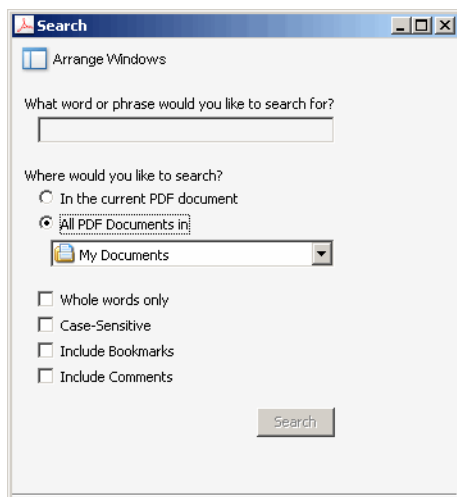 Search
Arrange Windows
What word or phrase would you like to search for?
Where would you like to search?
In the current PDF document
All PDF Documents in
My Documents
Whole words only
Case-Sensitive
Include Bookmarks
Include Comments
Search